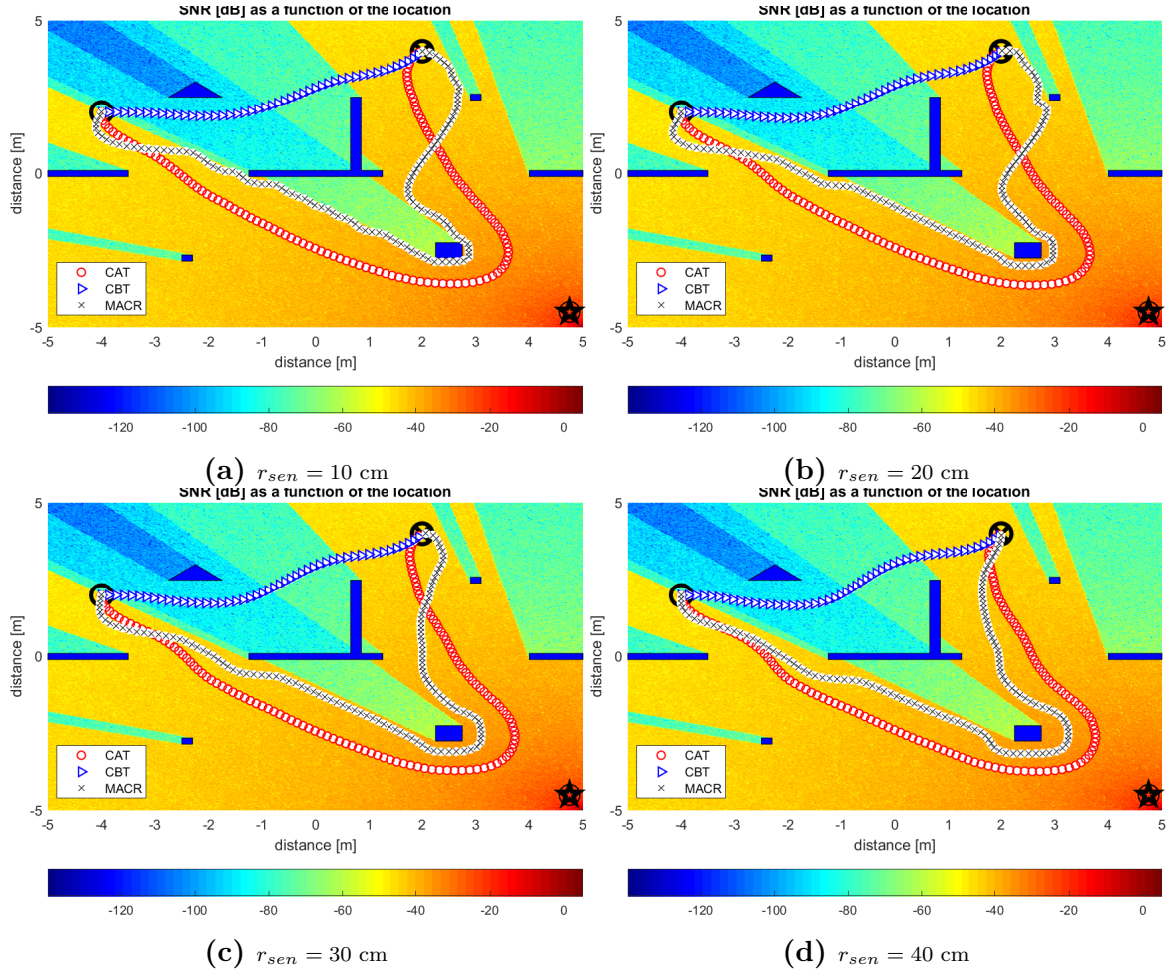 SNR [dB] as a function of the location
SNR [dB] as a function of the location
5
distance [m]
0
-5
CAT
CBT
MACR
-5 -4 -3 -2 -1 0 1 2 3 4 5
distance [m]
-120 -100 -80 -60 -40 -20 0
5
distance [m]
0
-5
CAT
CBT
MACR
-5 -4 -3 -2 -1 0 1 2 3 4 5
distance [m]
-120 -100 -80 -60 -40 -20 0
(a) r_sen = 10 cm
(b) r_sen = 20 cm
SNR [dB] as a function of the location
SNR [dB] as a function of the location
5
distance [m]
0
-5
CAT
CBT
MACR
-5 -4 -3 -2 -1 0 1 2 3 4 5
distance [m]
-120 -100 -80 -60 -40 -20 0
5
distance [m]
0
-5
CAT
CBT
MACR
-5 -4 -3 -2 -1 0 1 2 3 4 5
distance [m]
-120 -100 -80 -60 -40 -20 0
(c) r_sen = 30 cm
(d) r_sen = 40 cm